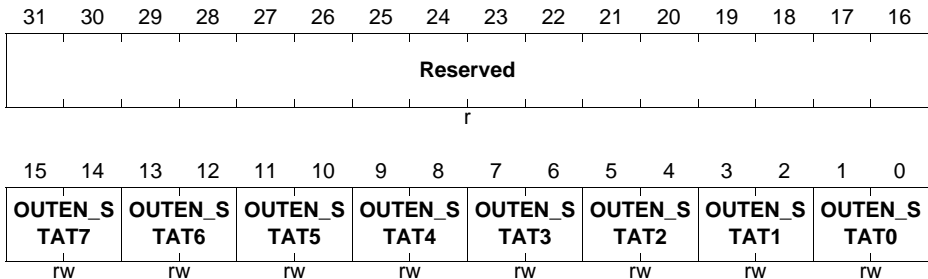 31 30 29 28 27 26 25 24 23 22 21 20 19 18 17 16
Reserved
r
15 14 13 12 11 10 9 8 7 6 5 4 3 2 1 0
OUTEN_S OUTEN_S OUTEN_S OUTEN_S OUTEN_S OUTEN_S OUTEN_S OUTEN_S
TAT7 TAT6 TAT5 TAT4 TAT3 TAT2 TAT1 TAT0
rw rw rw rw rw rw rw rw